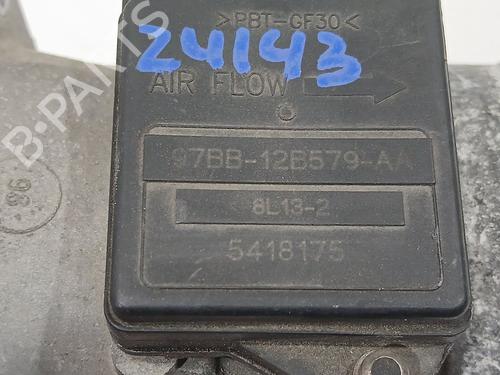 >PBT-GF30<
24143
AIR FLOW
97BB-12B579-AA
8L13-2
5418175
B-PARTS